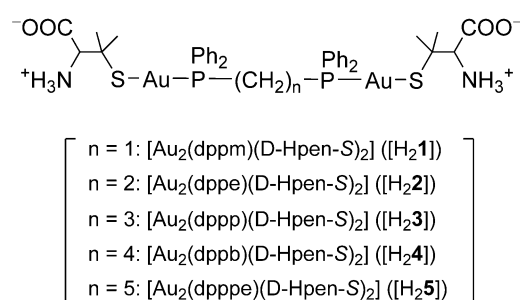 ⁻OOC COO⁻
Ph₂ Ph₂
⁺H₃N S–Au–P–(CH₂)ₙ–P–Au–S NH₃⁺
n = 1: [Au₂(dppm)(D-Hpen-S)₂] ([H₂1])
n = 2: [Au₂(dppe)(D-Hpen-S)₂] ([H₂2])
n = 3: [Au₂(dppp)(D-Hpen-S)₂] ([H₂3])
n = 4: [Au₂(dppb)(D-Hpen-S)₂] ([H₂4])
n = 5: [Au₂(dpppe)(D-Hpen-S)₂] ([H₂5])